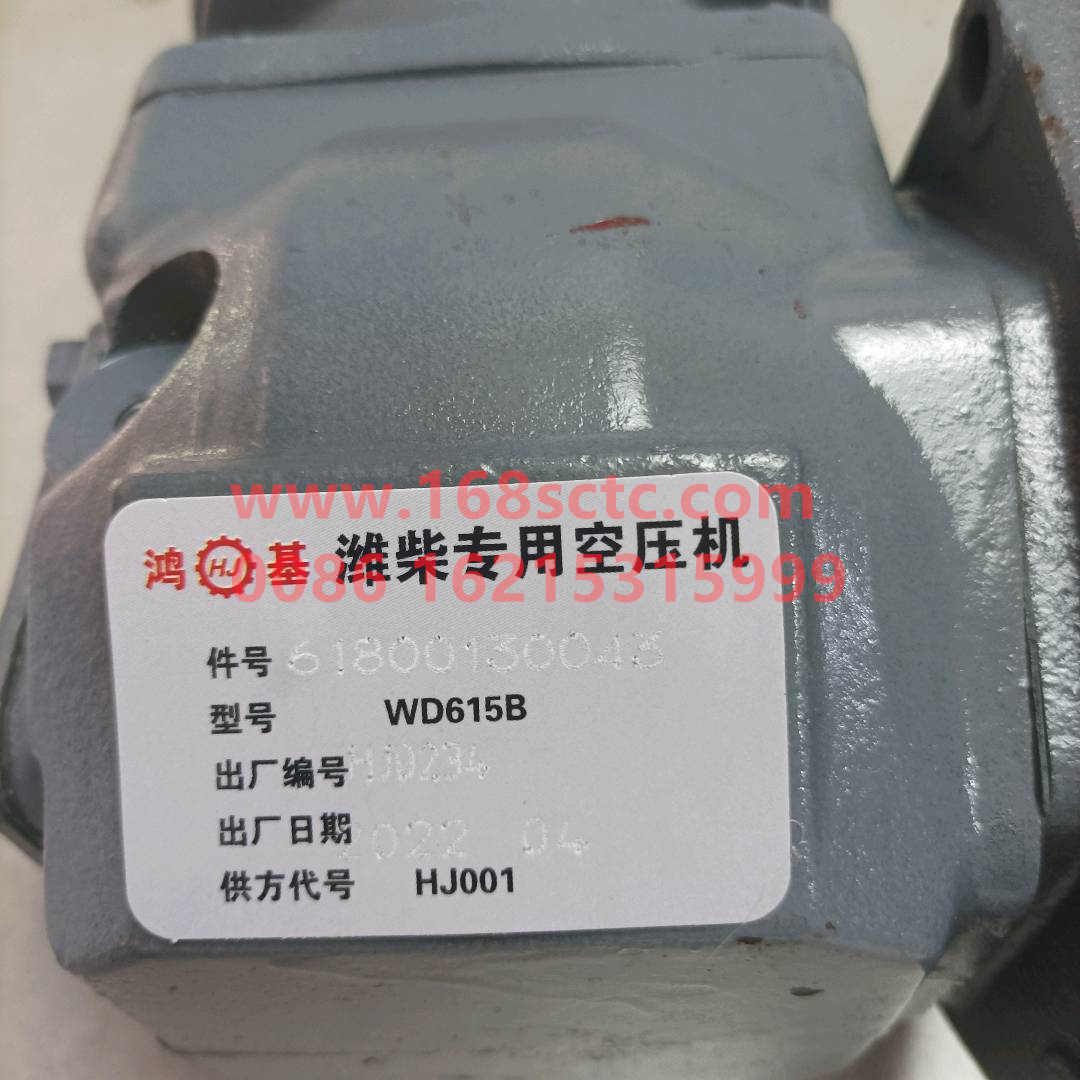 www.168sctc.com
鸿 HJ 基 潍柴专用空压机
0086 16215315999
件号 61800130043
型号 WD615B
出厂编号 HJ0234
出厂日期 2022 04
供方代号 HJ001